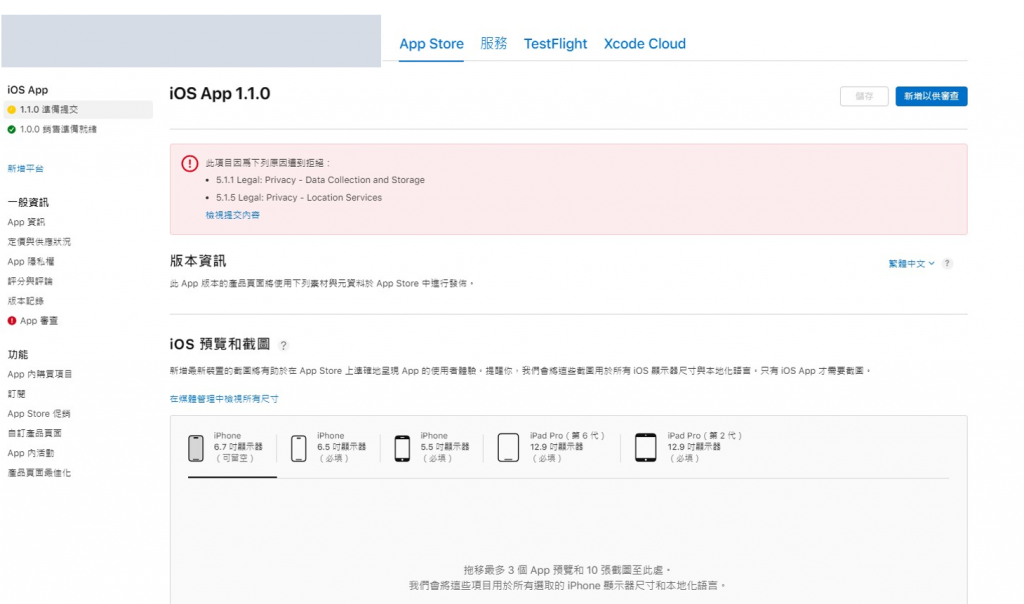 App Store 服務 TestFlight Xcode Cloud
iOS App
1.1.0 準備提交
1.0.0 銷售準備就緒
新增平台
一般資訊
App 資訊
定價與供應狀況
App 隱私權
評分與評論
版本記錄
App 審查
功能
App 內購買項目
訂閱
App Store 促銷
自訂產品頁面
App 內活動
產品頁面最佳化
iOS App 1.1.0
儲存 新增以供審查
此項目因為下列原因遭到拒絕：
• 5.1.1 Legal: Privacy - Data Collection and Storage
• 5.1.5 Legal: Privacy - Location Services
檢視提交內容
版本資訊
繁體中文 ?
此 App 版本的產品頁面將使用下列素材與元資料於 App Store 中進行發佈。
iOS 預覽和截圖 ?
新增最新裝置的截圖將有助於在 App Store 上準確地呈現 App 的使用者體驗。提醒你，我們會將這些截圖用於所有 iOS 顯示器尺寸與本地化語言。只有 iOS App 才需要截圖。
在媒體管理中檢視所有尺寸
iPhone
6.7 吋顯示器
（可留空）
iPhone
6.5 吋顯示器
（必填）
iPhone
5.5 吋顯示器
（必填）
iPad Pro（第 6 代）
12.9 吋顯示器
（必填）
iPad Pro（第 2 代）
12.9 吋顯示器
（必填）
拖移最多 3 個 App 預覽和 10 張截圖至此處。
我們會將這些項目用於所有選取的 iPhone 顯示器尺寸和本地化語言。